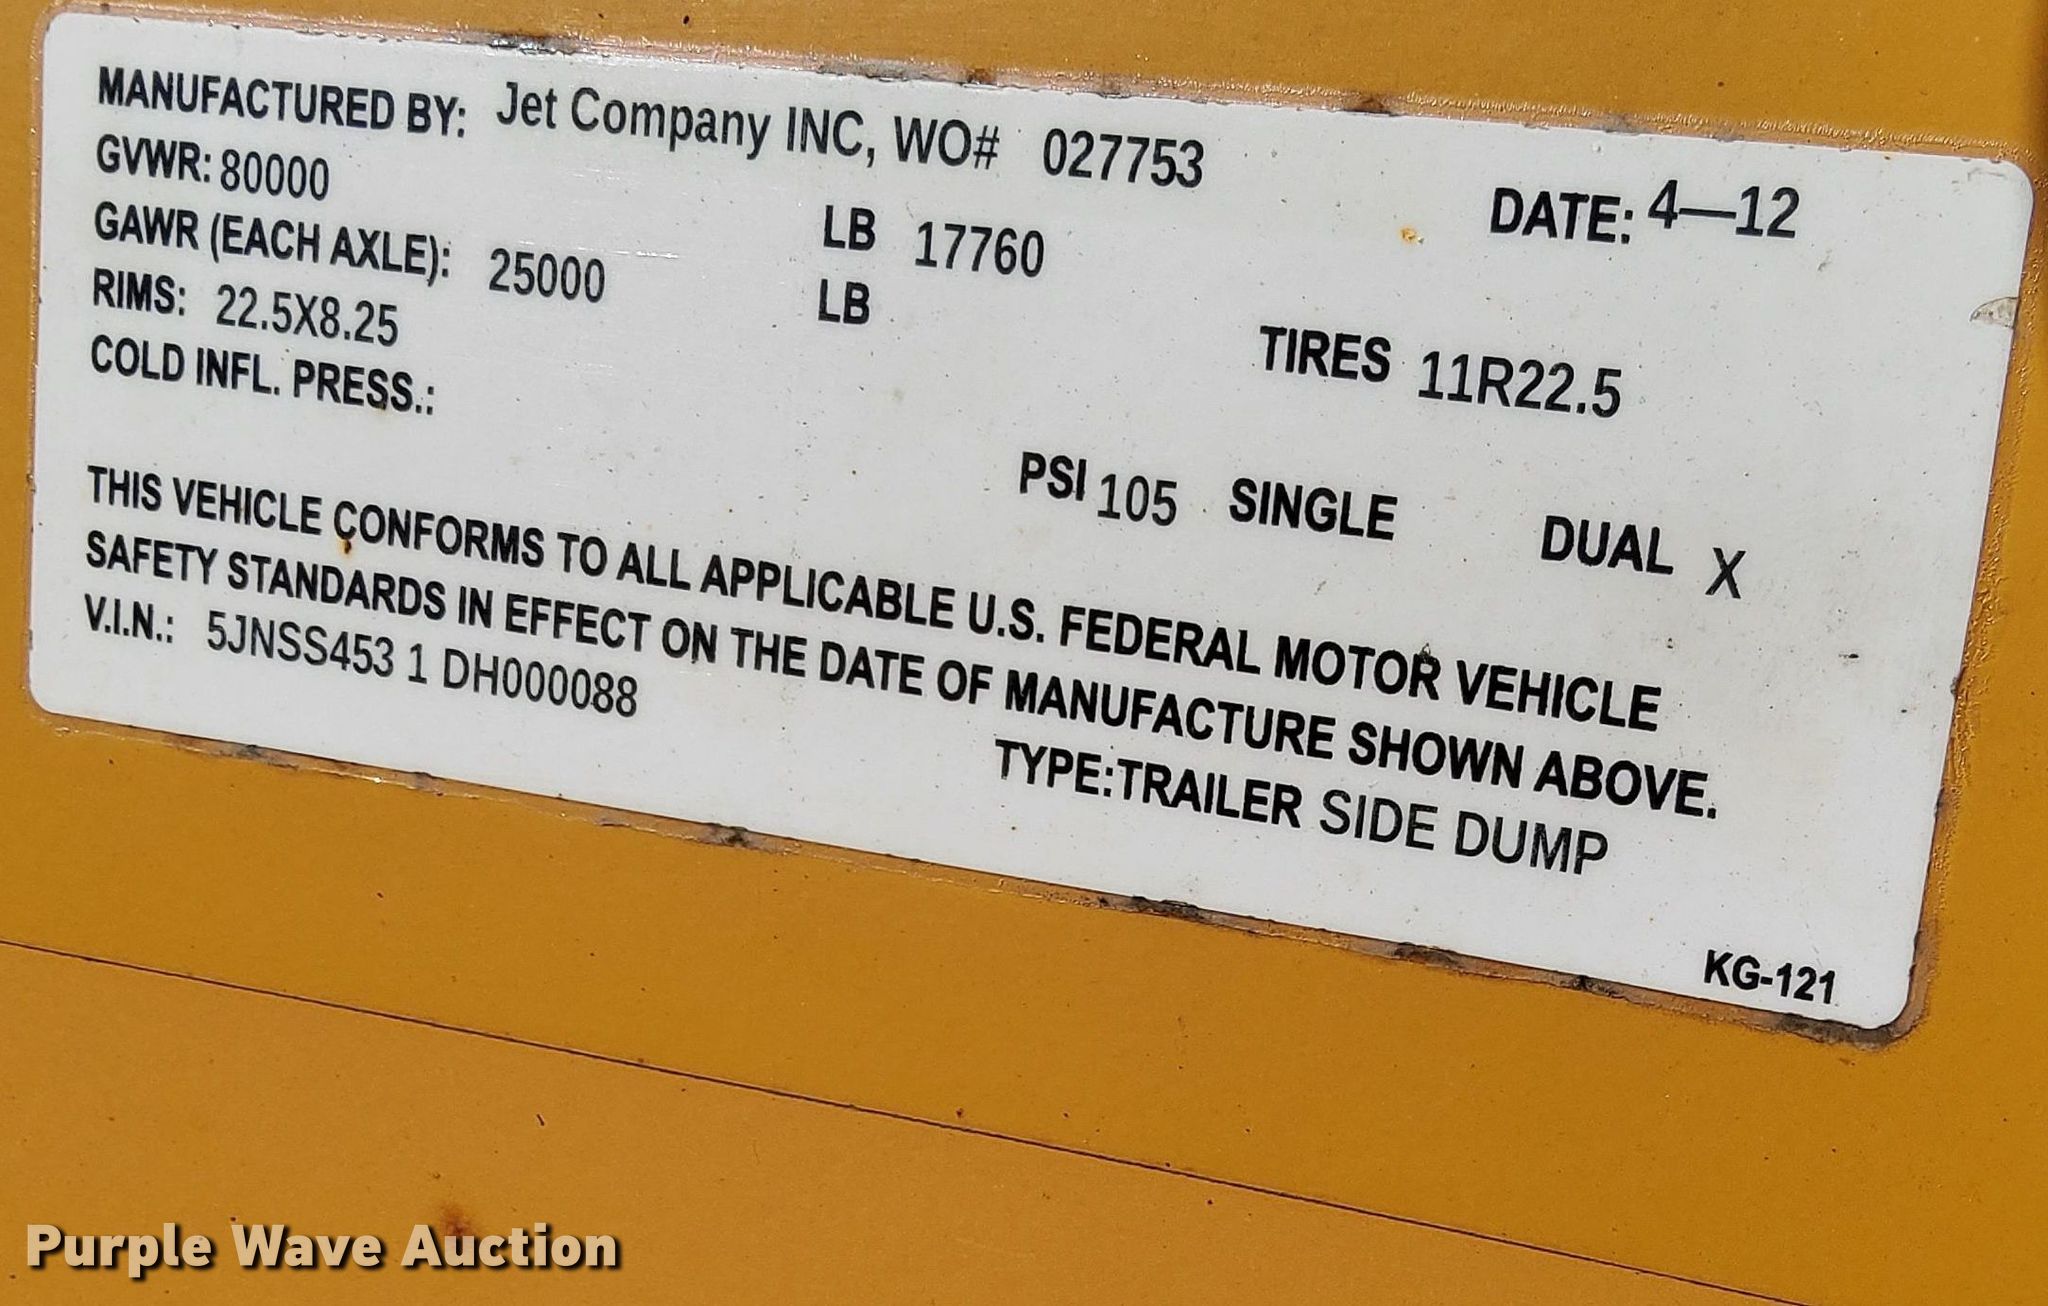 MANUFACTURED BY: Jet Company INC, WO# 027753 DATE: 4—12
GVWR: 80000 LB 17760
GAWR (EACH AXLE): 25000 LB
RIMS: 22.5X8.25 TIRES 11R22.5
COLD INFL. PRESS.: PSI 105 SINGLE DUAL X
THIS VEHICLE CONFORMS TO ALL APPLICABLE U.S. FEDERAL MOTOR VEHICLE
SAFETY STANDARDS IN EFFECT ON THE DATE OF MANUFACTURE SHOWN ABOVE.
V.I.N.: 5JNSS453 1 DH000088 TYPE:TRAILER SIDE DUMP
KG-121
Purple Wave Auction